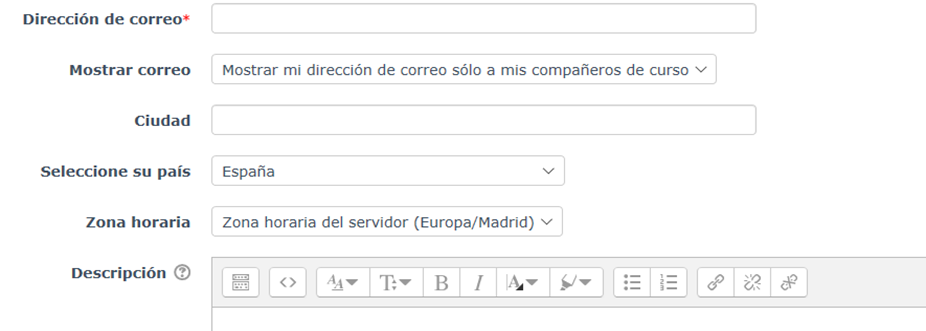 Dirección de correo*
Mostrar correo Mostrar mi dirección de correo sólo a mis compañeros de curso
Ciudad
Seleccione su país España
Zona horaria Zona horaria del servidor (Europa/Madrid)
Descripción ?